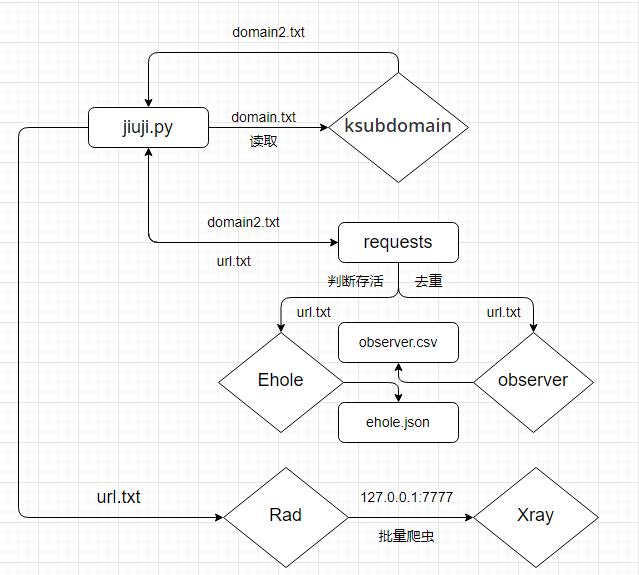 domain2.txt
jiuji.py
domain.txt
读取
ksubdomain
domain2.txt
url.txt
requests
判断存活
去重
url.txt
url.txt
observer.csv
Ehole
observer
ehole.json
url.txt
Rad
127.0.0.1:7777
批量爬虫
Xray